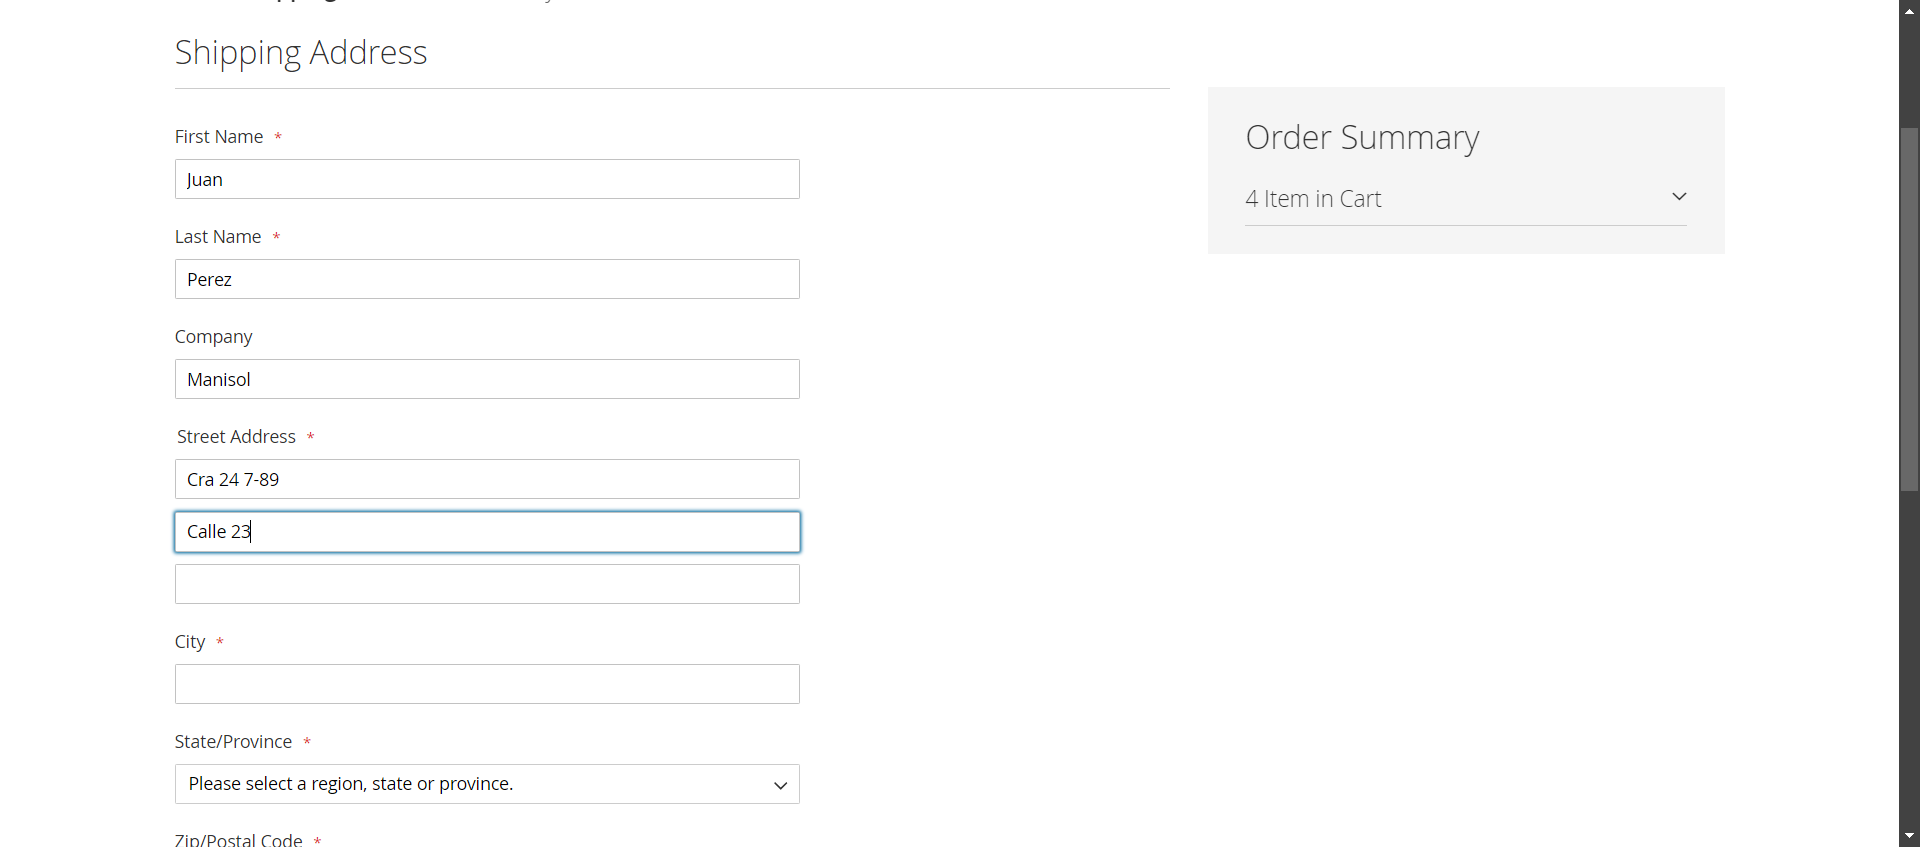 Shipping Address
First Name *
Juan
Last Name *
Perez
Company
Manisol
Street Address *
Cra 24 7-89
Calle 23
City *
State/Province *
Please select a region, state or province.
Zip/Postal Code *
Order Summary
4 Item in Cart